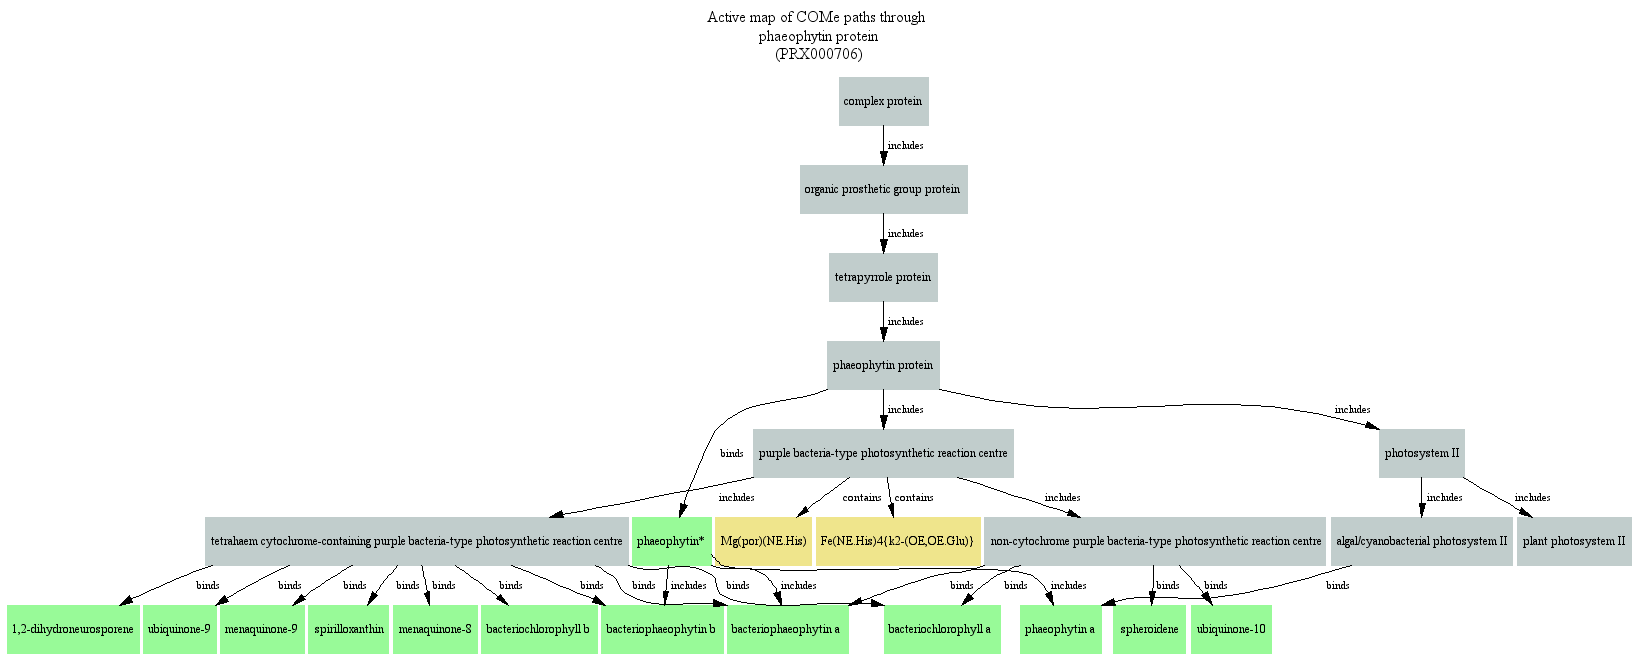 Active map of COMe paths through
phaeophytin protein
(PRX000706)
complex protein
includes
organic prosthetic group protein
includes
tetrapyrrole protein
includes
phaeophytin protein
includes
includes
binds
purple bacteria-type photosynthetic reaction centre
photosystem II
includes
contains
contains
includes
includes
includes
tetrahaem cytochrome-containing purple bacteria-type photosynthetic reaction centre
phaeophytin*
Mg(por)(NE.His)
Fe(NE.His)4{k2-(OE,OE.Glu)}
non-cytochrome purple bacteria-type photosynthetic reaction centre
algal/cyanobacterial photosystem II
plant photosystem II
binds
binds
binds
binds
binds
binds
binds
binds
includes
binds
includes
binds
binds
includes
binds
binds
binds
1,2-dihydroneurosporene
ubiquinone-9
menaquinone-9
spirilloxanthin
menaquinone-8
bacteriochlorophyll b
bacteriophaeophytin b
bacteriophaeophytin a
bacteriochlorophyll a
phaeophytin a
spheroidene
ubiquinone-10